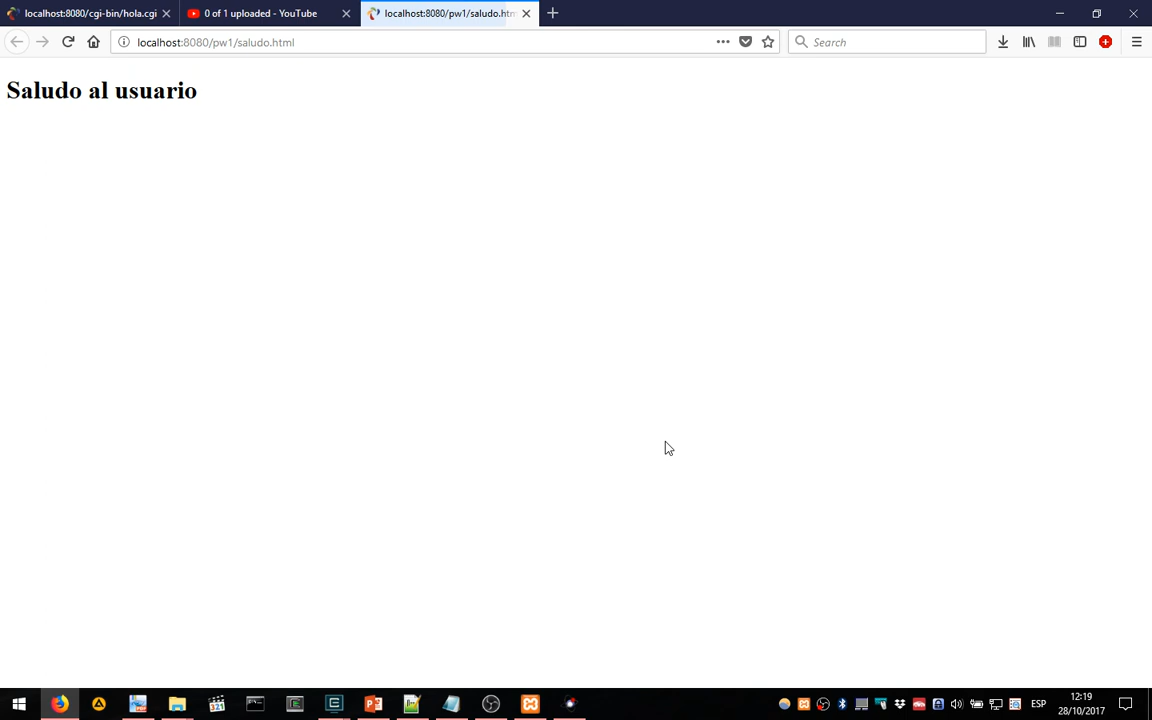 localhost:8080/cgi-bin/hola.cgi
0 of 1 uploaded - YouTube
localhost:8080/pw1/saludo.htm
localhost:8080/pw1/saludo.html
Search
Saludo al usuario
ESP
12:19
28/10/2017